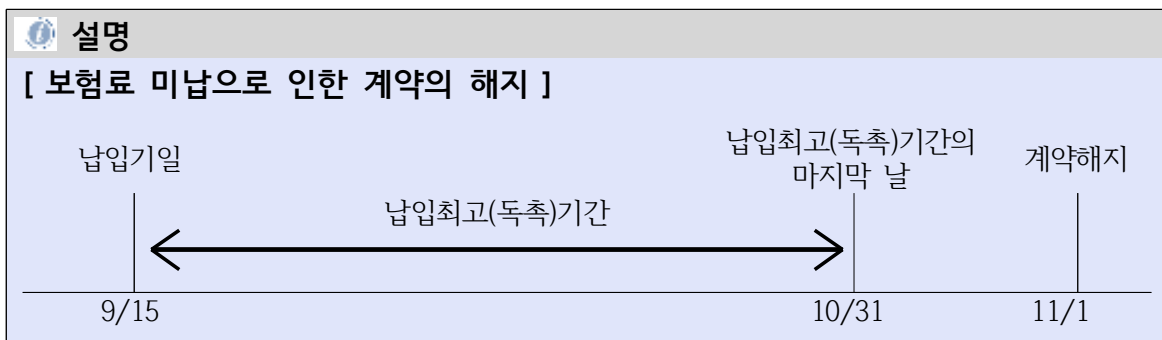 설명
[ 보험료 미납으로 인한 계약의 해지 ]
납입기일
납입최고(독촉)기간의
마지막 날
계약해지
납입최고(독촉)기간
9/15
10/31
11/1